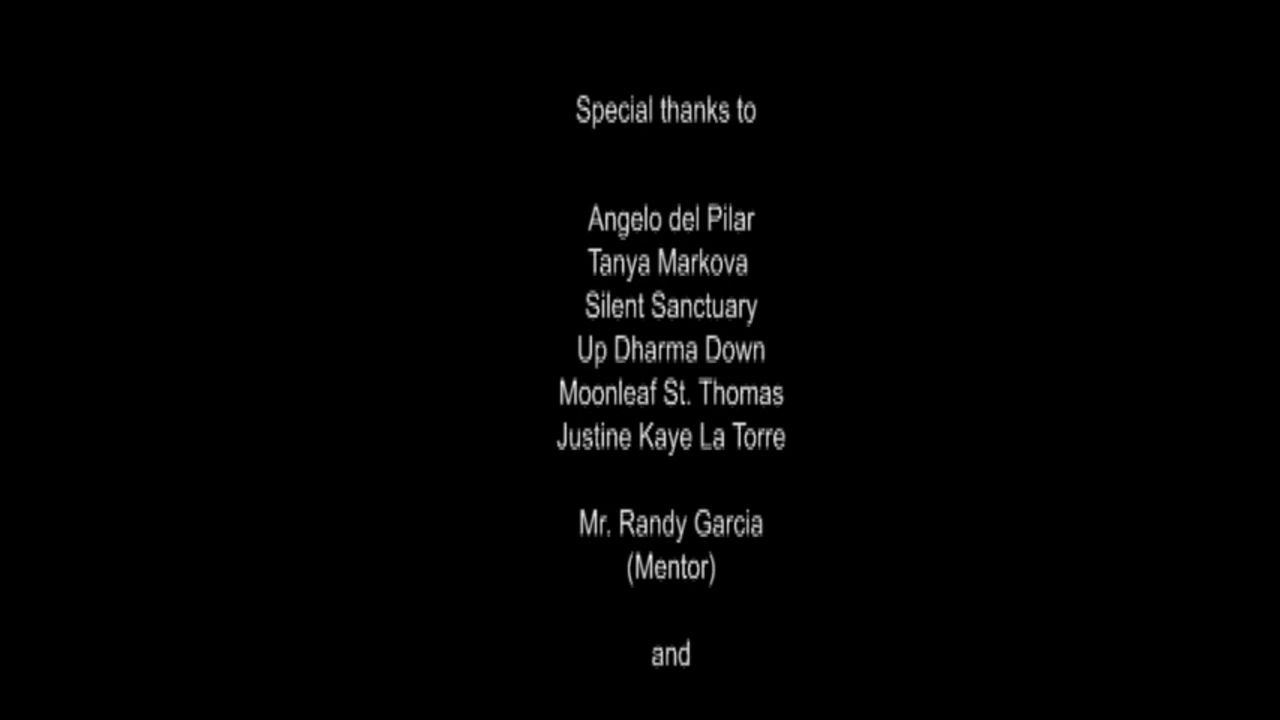 Special thanks to
Angelo del Pilar
Tanya Markova
Silent Sanctuary
Up Dharma Down
Moonleaf St. Thomas
Justine Kaye La Torre
Mr. Randy Garcia
(Mentor)
and